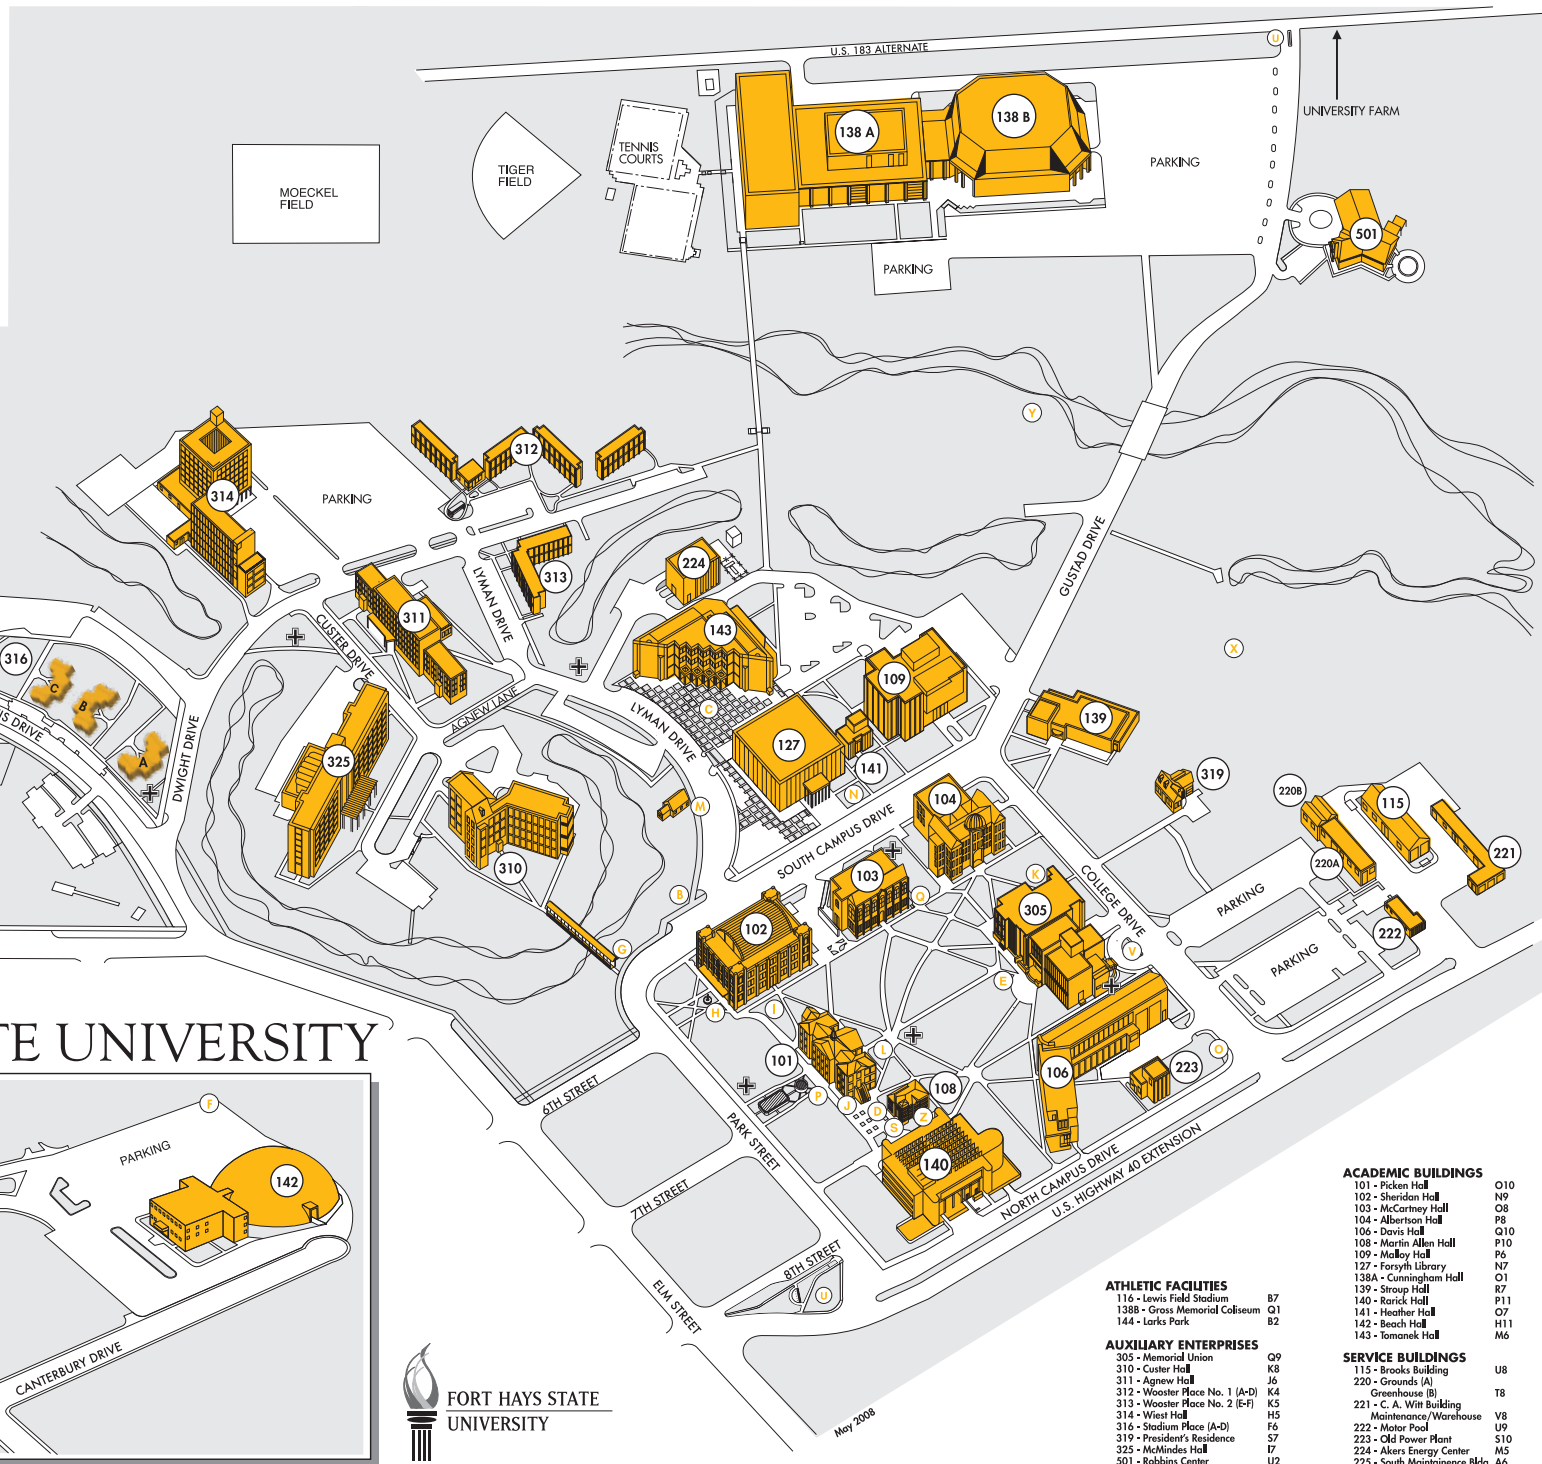 U.S. 183 ALTERNATE
U
UNIVERSITY FARM
138 A
138 B
TENNIS
COURTS
TIGER
FIELD
MOECKEL
FIELD
PARKING
PARKING
501
Y
312
314
PARKING
GUSTAD DRIVE
313
224
LYMAN DRIVE
311
CUSTER DRIVE
143
316
C
B
A
DWIGHT DRIVE
AGNEW LANE
LYMAN DRIVE
C
109
X
139
127
141
325
M
N
104
319
220B
115
SOUTH CAMPUS DRIVE
310
103
220A
221
B
Q
K
305
COLLEGE DRIVE
PARKING
222
102
G
V
PARKING
E
H
I
TE UNIVERSITY
101
L
O
106
223
108
P
J
D
S
Z
6TH STREET
PARK STREET
F
PARKING
140
142
7TH STREET
NORTH CAMPUS DRIVE
U.S. HIGHWAY 40 EXTENSION
8TH STREET
U
ELM STREET
CANTERBURY DRIVE
FORT HAYS STATE
UNIVERSITY
May 2008
ATHLETIC FACILITIES
116 - Lewis Field Stadium B7
138B - Gross Memorial Coliseum Q1
144 - Larks Park B2
AUXILIARY ENTERPRISES
305 - Memorial Union Q9
310 - Custer Hall K8
311 - Agnew Hall J6
312 - Wooster Place No. 1 (A-D) K4
313 - Wooster Place No. 2 (E-F) K5
314 - Wiest Hall H5
316 - Stadium Place (A-D) F6
319 - President's Residence S7
325 - McMindes Hall I7
501 - Robbins Center U2
ACADEMIC BUILDINGS
101 - Picken Hall O10
102 - Sheridan Hall N9
103 - McCartney Hall O8
104 - Albertson Hall P8
106 - Davis Hall Q10
108 - Martin Allen Hall P10
109 - Malloy Hall P6
127 - Forsyth Library N7
138A - Cunningham Hall O1
139 - Stroup Hall R7
140 - Rarick Hall P11
141 - Heather Hall O7
142 - Beach Hall H11
143 - Tomanek Hall M6
SERVICE BUILDINGS
115 - Brooks Building U8
220 - Grounds (A)
Greenhouse (B) T8
221 - C. A. Witt Building
Maintenance/Warehouse V8
222 - Motor Pool U9
223 - Old Power Plant S10
224 - Akers Energy Center M5
225 - South Maintainence Bldg. A6